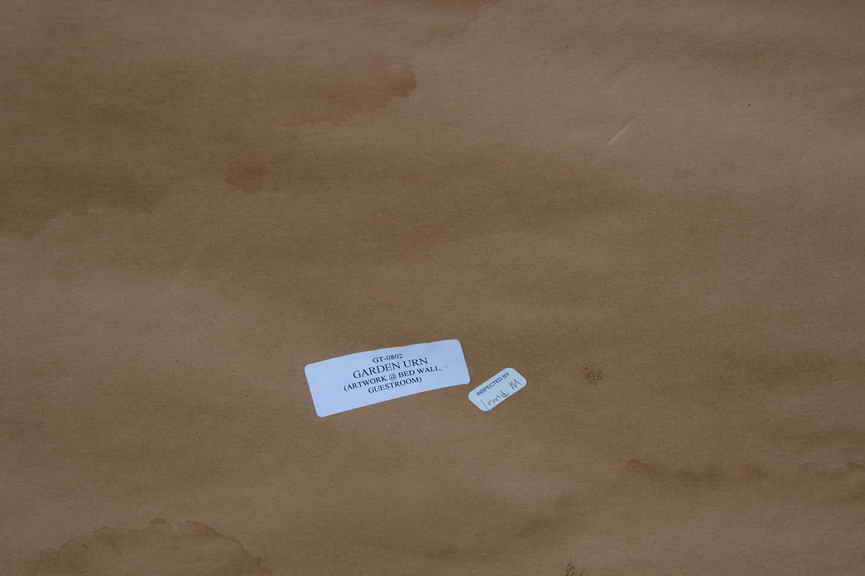 GT-0802
GARDEN URN
(ARTWORK @ BED WALL,
GUESTROOM)
INSPECTED BY
M